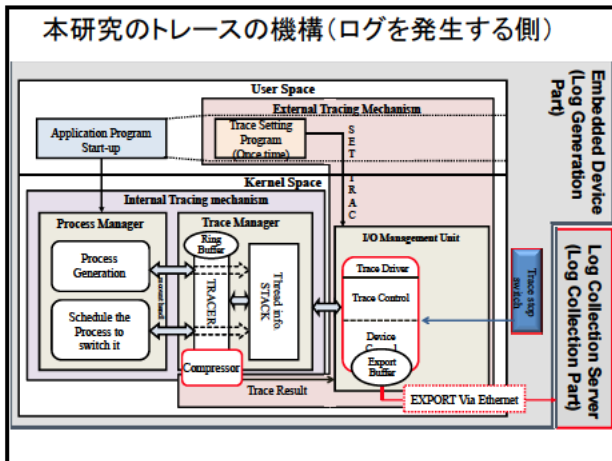 本研究のトレースの機構(ログを発生する側)
User Space
External Tracing Mechanism
Application Program
Start-up
Trace Setting
Program
(Once time)
SET TRAC
Kernel Space
Internal Tracing mechanism
Process Manager
Process
Generation
Schedule the
Process to
switch it
Trace Manager
Ring
Buffer
TRACER
Thread info.
STACK
Compressor
Trace Result
I/O Management Unit
Trace Driver
Trace Control
Device
Export
Buffer
EXPORT Via Ethernet
Trace stop
switch
Embedded Device
(Log Generation
Part)
Log Collection Server
(Log Collection Part)